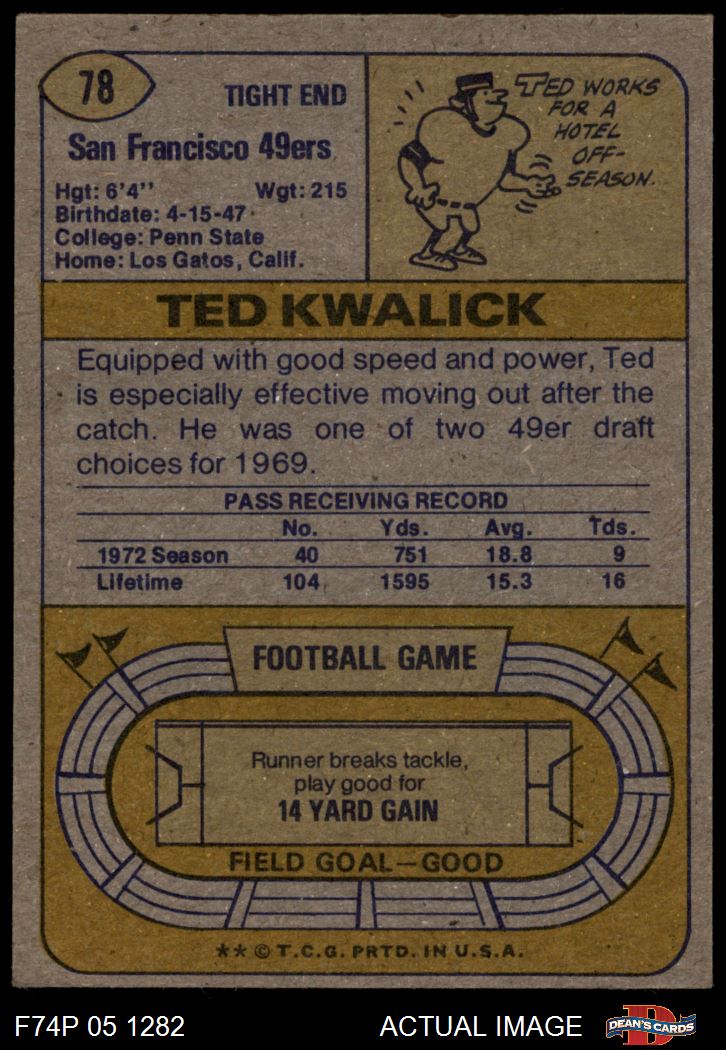 78
TIGHT END
San Francisco 49ers
Hgt: 6'4'' Wgt: 215
Birthdate: 4-15-47
College: Penn State
Home: Los Gatos, Calif.
TED WORKS
FOR A
HOTEL
OFF-
SEASON.
TED KWALICK
Equipped with good speed and power, Ted
is especially effective moving out after the
catch. He was one of two 49er draft
choices for 1969.
PASS RECEIVING RECORD
No. Yds. Avg. Tds.
1972 Season 40 751 18.8 9
Lifetime 104 1595 15.3 16
FOOTBALL GAME
Runner breaks tackle,
play good for
14 YARD GAIN
FIELD GOAL—GOOD
** © T.C.G. PRTD. IN U.S.A.
F74P 05 1282 ACTUAL IMAGE
D
DEAN'S CARDS